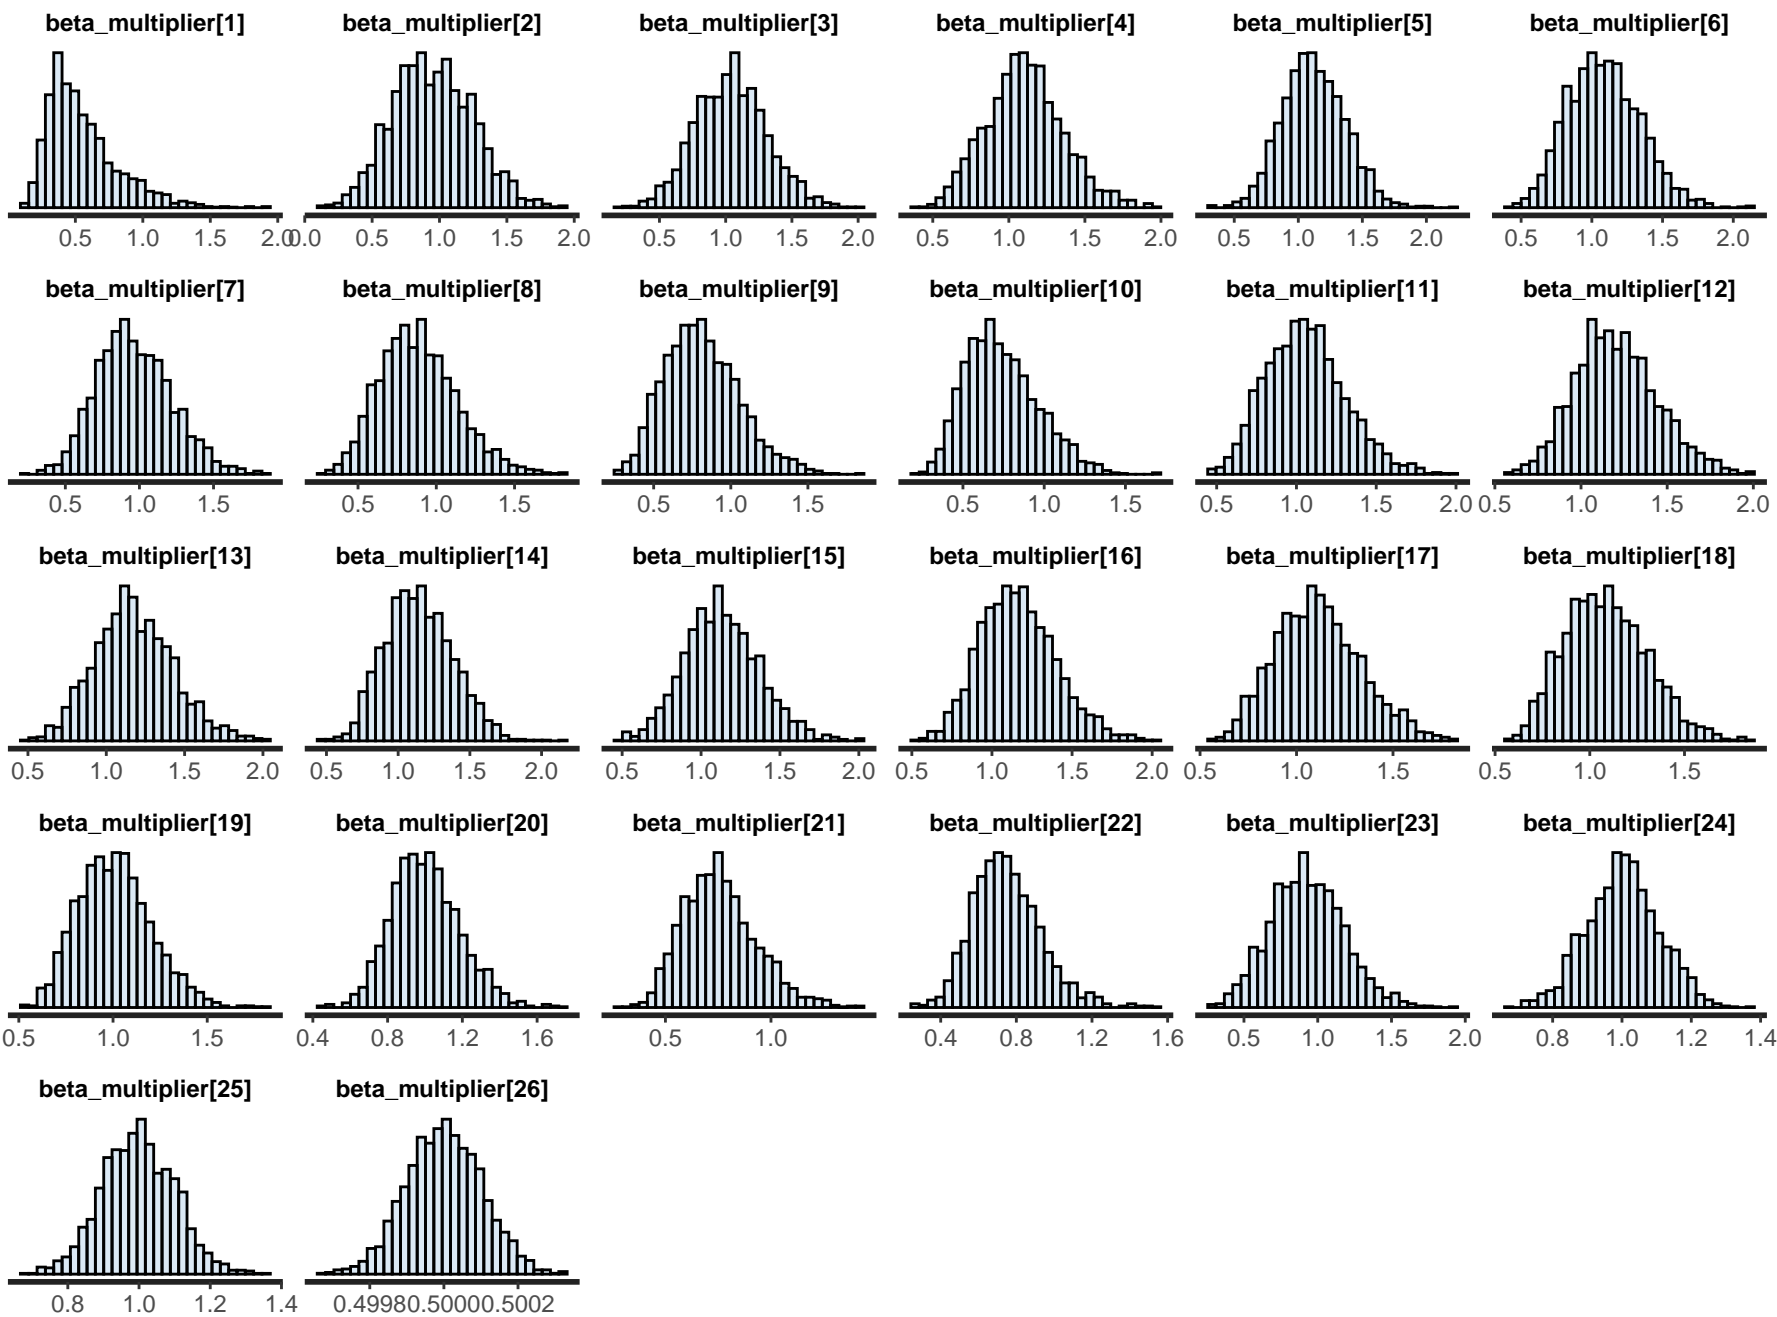 beta_multiplier[1] beta_multiplier[2] beta_multiplier[3] beta_multiplier[4] beta_multiplier[5] beta_multiplier[6]
0.5 1.0 1.5 2.0 0.0 0.5 1.0 1.5 2.0 0.5 1.0 1.5 2.0 0.5 1.0 1.5 2.0 0.5 1.0 1.5 2.0 0.5 1.0 1.5 2.0
beta_multiplier[7] beta_multiplier[8] beta_multiplier[9] beta_multiplier[10] beta_multiplier[11] beta_multiplier[12]
0.5 1.0 1.5 0.5 1.0 1.5 0.5 1.0 1.5 0.5 1.0 1.5 0.5 1.0 1.5 2.0 0.5 1.0 1.5 2.0
beta_multiplier[13] beta_multiplier[14] beta_multiplier[15] beta_multiplier[16] beta_multiplier[17] beta_multiplier[18]
0.5 1.0 1.5 2.0 0.5 1.0 1.5 2.0 0.5 1.0 1.5 2.0 0.5 1.0 1.5 2.0 0.5 1.0 1.5 0.5 1.0 1.5
beta_multiplier[19] beta_multiplier[20] beta_multiplier[21] beta_multiplier[22] beta_multiplier[23] beta_multiplier[24]
0.5 1.0 1.5 0.4 0.8 1.2 1.6 0.5 1.0 0.4 0.8 1.2 1.6 0.5 1.0 1.5 2.0 0.8 1.0 1.2 1.4
beta_multiplier[25] beta_multiplier[26]
0.8 1.0 1.2 1.4 0.4998 0.5000 0.5002